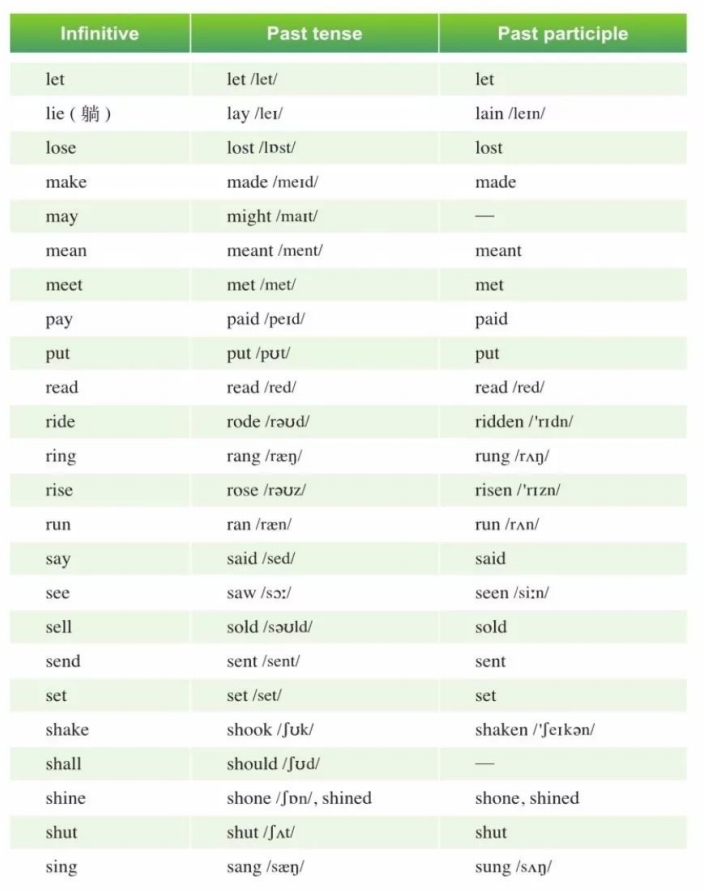 Infinitive Past tense Past participle
let let /let/ let
lie ( 躺 ) lay /leɪ/ lain /leɪn/
lose lost /lɒst/ lost
make made /meɪd/ made
may might /maɪt/ —
mean meant /ment/ meant
meet met /met/ met
pay paid /peɪd/ paid
put put /pʊt/ put
read read /red/ read /red/
ride rode /rəʊd/ ridden /'rɪdn/
ring rang /ræŋ/ rung /rʌŋ/
rise rose /rəʊz/ risen /'rɪzn/
run ran /ræn/ run /rʌn/
say said /sed/ said
see saw /sɔː/ seen /siːn/
sell sold /səʊld/ sold
send sent /sent/ sent
set set /set/ set
shake shook /ʃʊk/ shaken /'ʃeɪkən/
shall should /ʃʊd/ —
shine shone /ʃɒn/, shined shone, shined
shut shut /ʃʌt/ shut
sing sang /sæŋ/ sung /sʌŋ/